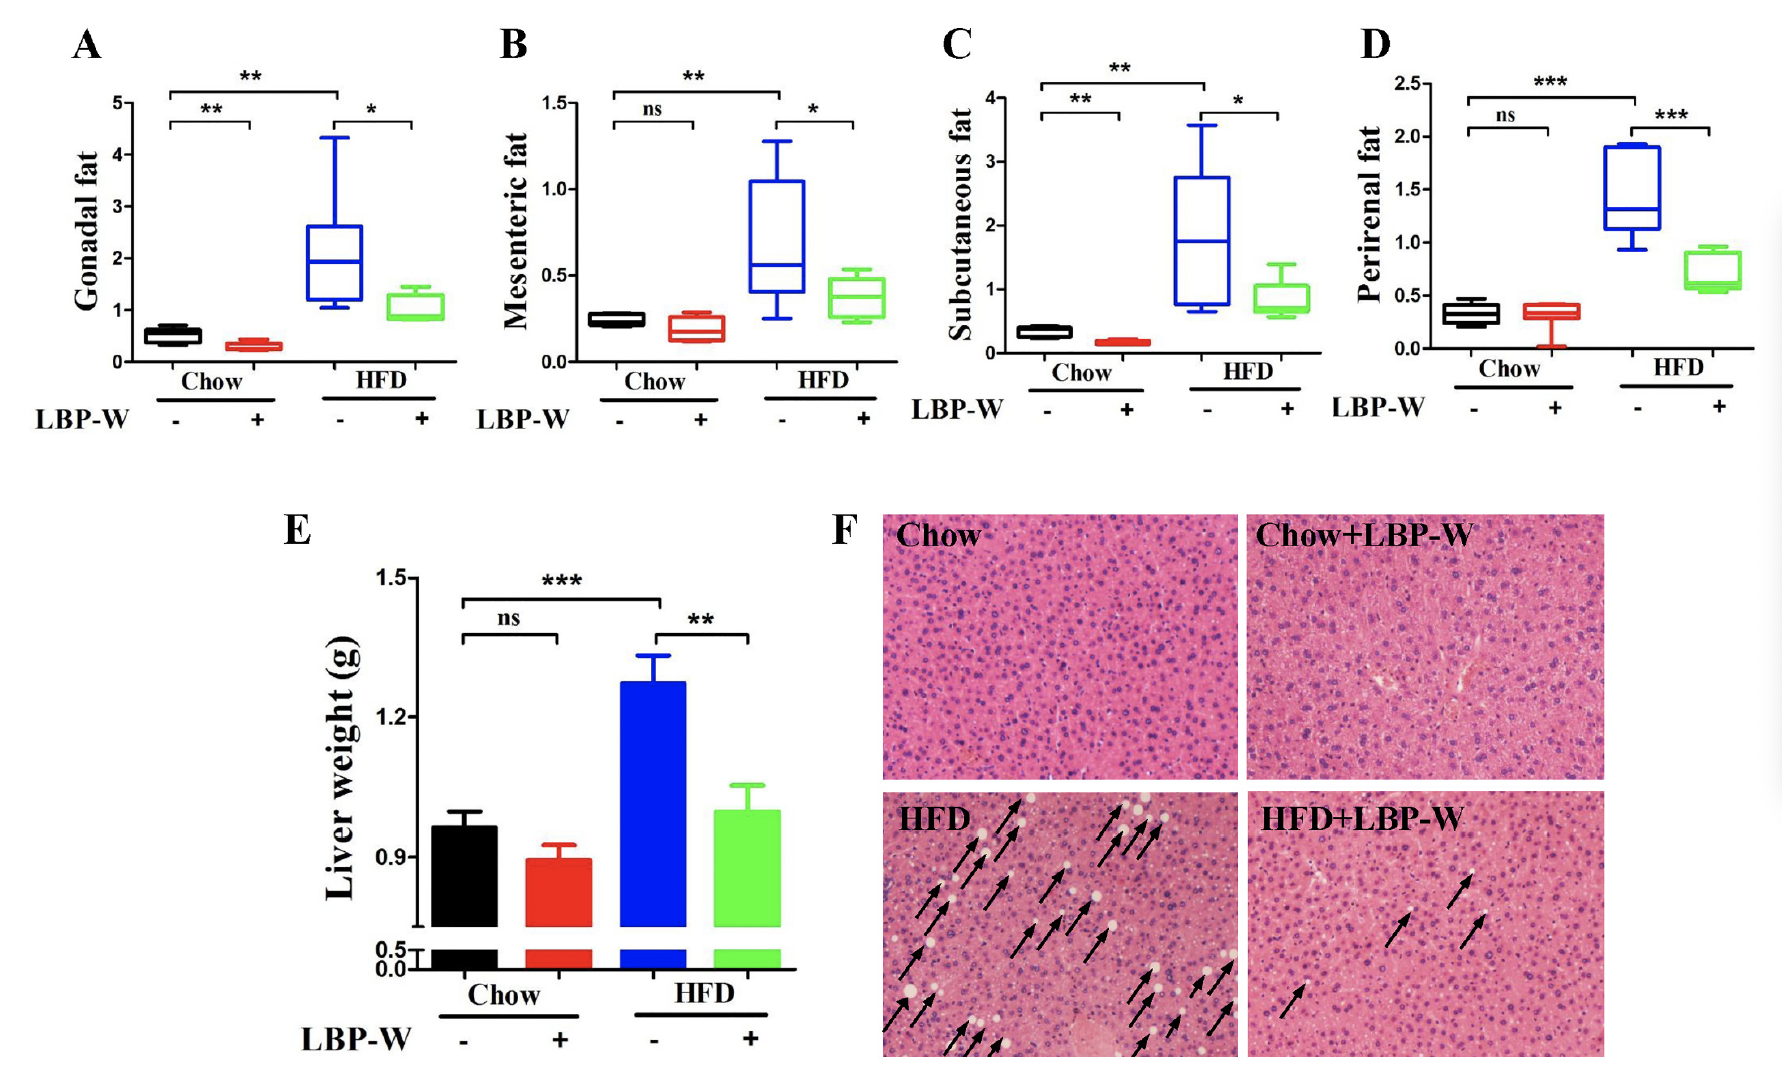 A
Gonadal fat
5
4
3
2
1
0
**
**
*
Chow HFD
LBP-W - + - +
B
Mesenteric fat
1.5
1.0
0.5
0.0
**
ns
*
Chow HFD
LBP-W - + - +
C
Subcutaneous fat
4
3
2
1
0
**
**
*
Chow HFD
LBP-W - + - +
D
Perirenal fat
2.5
2.0
1.5
1.0
0.5
0.0
***
ns
***
Chow HFD
LBP-W - + - +
E
Liver weight (g)
1.5
1.2
0.9
0.5
0.0
***
ns
**
Chow HFD
LBP-W - + - +
F
Chow
Chow+LBP-W
HFD
HFD+LBP-W